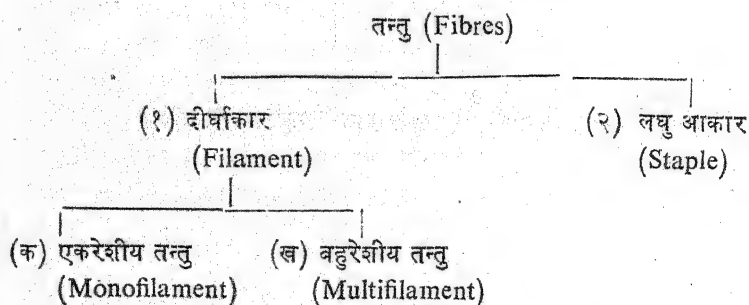 तन्तु (Fibres)
(१) दीर्घाकार (२) लघु आकार
(Filament) (Staple)
(क) एकरेशीय तन्तु (ख) बहुरेशीय तन्तु
(Monofilament) (Multifilament)